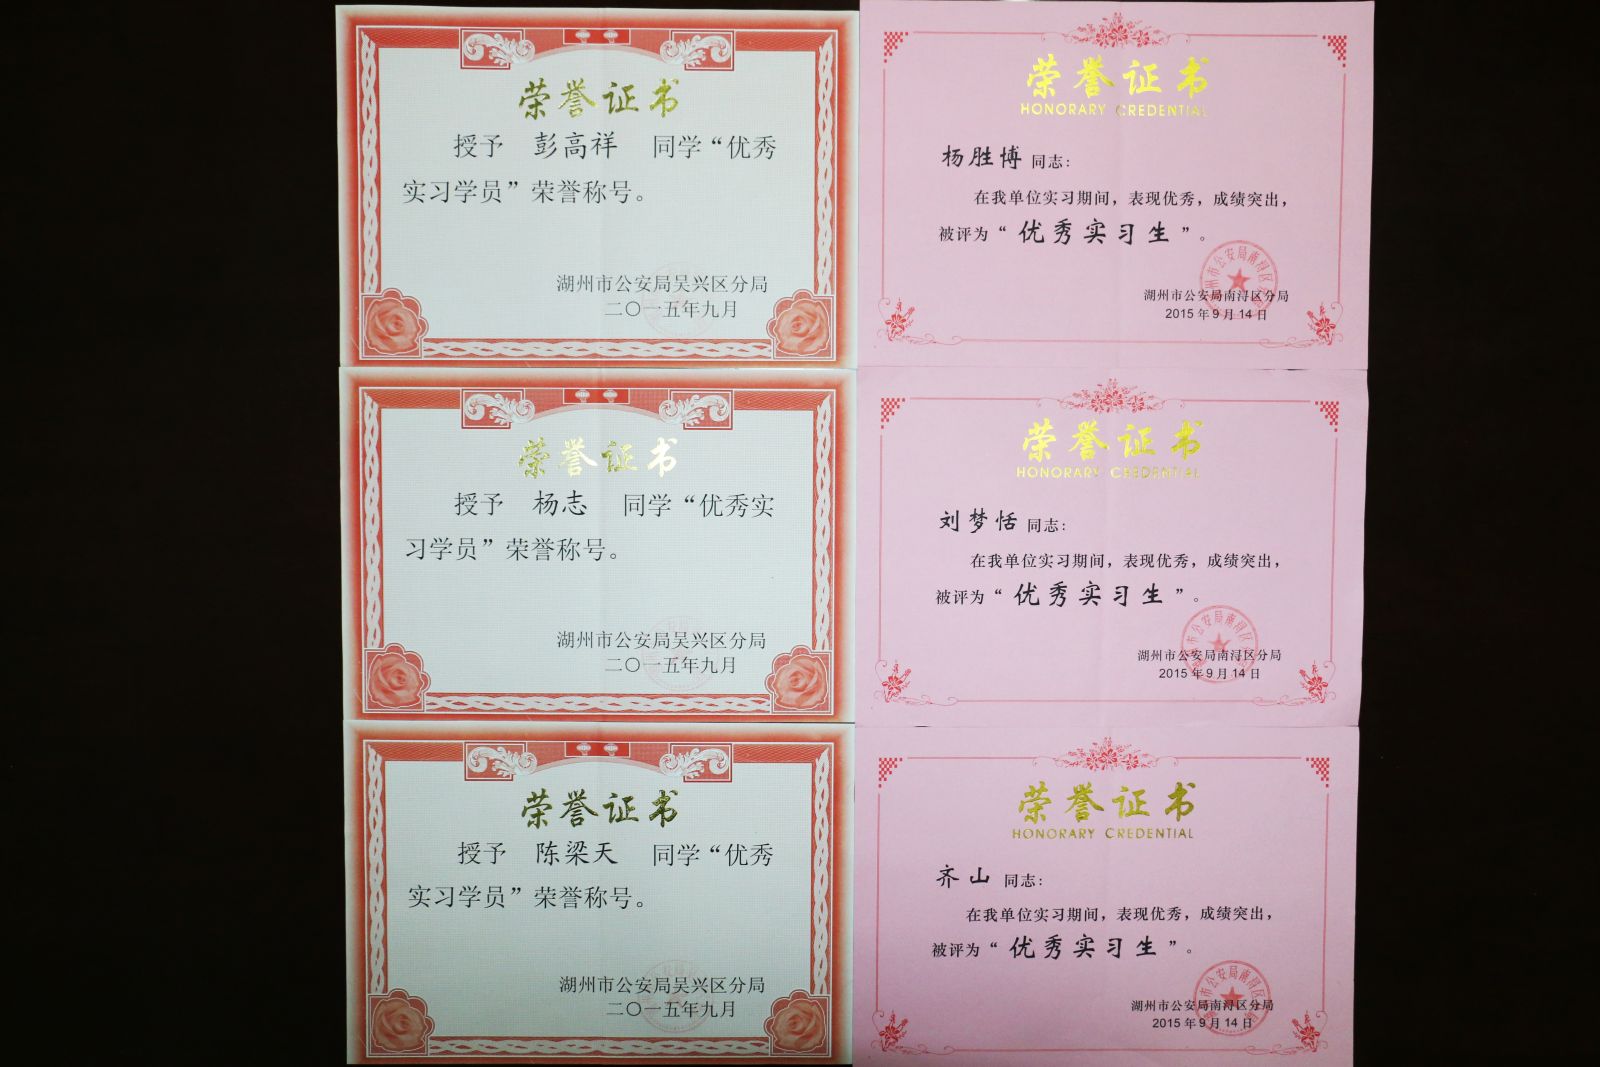 荣誉证书
授予 彭高祥 同学“优秀
实习学员”荣誉称号。
湖州市公安局吴兴区分局
二〇一五年九月
荣誉证书
HONORARY CREDENTIAL
杨胜博 同志：
在我单位实习期间，表现优秀，成绩突出，
被评为“优秀实习生”。
湖州市公安局南浔区分局
2015年9月14日
荣誉证书
授予 杨志 同学“优秀实
习学员”荣誉称号。
湖州市公安局吴兴区分局
二〇一五年九月
荣誉证书
HONORARY CREDENTIAL
刘梦恬 同志：
在我单位实习期间，表现优秀，成绩突出，
被评为“优秀实习生”。
湖州市公安局南浔区分局
2015年9月14日
荣誉证书
授予 陈梁天 同学“优秀
实习学员”荣誉称号。
湖州市公安局吴兴区分局
二〇一五年九月
荣誉证书
HONORARY CREDENTIAL
齐山 同志：
在我单位实习期间，表现优秀，成绩突出，
被评为“优秀实习生”。
湖州市公安局南浔区分局
2015年9月14日